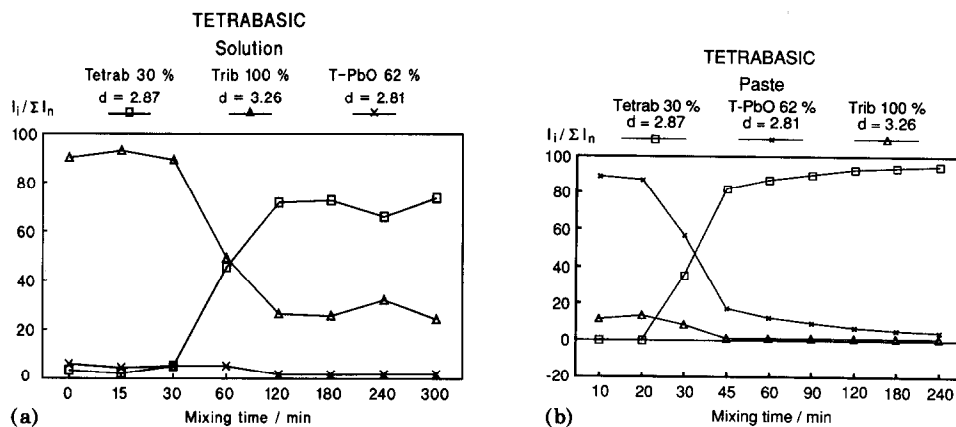 TETRABASIC
Solution
Tetrab 30 % Trib 100 % T-PbO 62 %
d = 2.87 d = 3.26 d = 2.81
Iᵢ/ΣIₙ
100
80
60
40
20
0
0 15 30 60 120 180 240 300
(a) Mixing time / min
TETRABASIC
Paste
Tetrab 30 % T-PbO 62 % Trib 100 %
d = 2.87 d = 2.81 d = 3.26
Iᵢ/ΣIₙ
100
80
60
40
20
0
-20
10 20 30 45 60 90 120 180 240
(b) Mixing time / min